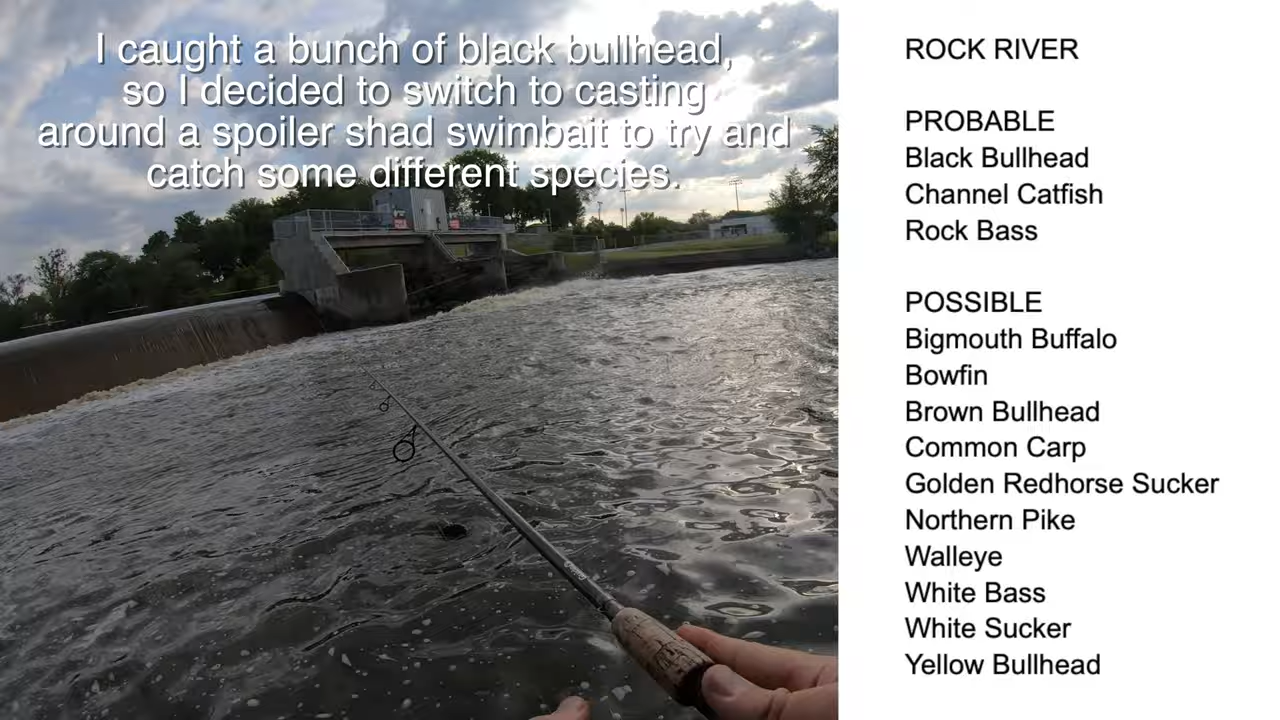 I caught a bunch of black bullhead,
so I decided to switch to casting
around a spoiler shad swimbait to try and
catch some different species.
ROCK RIVER
PROBABLE
Black Bullhead
Channel Catfish
Rock Bass
POSSIBLE
Bigmouth Buffalo
Bowfin
Brown Bullhead
Common Carp
Golden Redhorse Sucker
Northern Pike
Walleye
White Bass
White Sucker
Yellow Bullhead